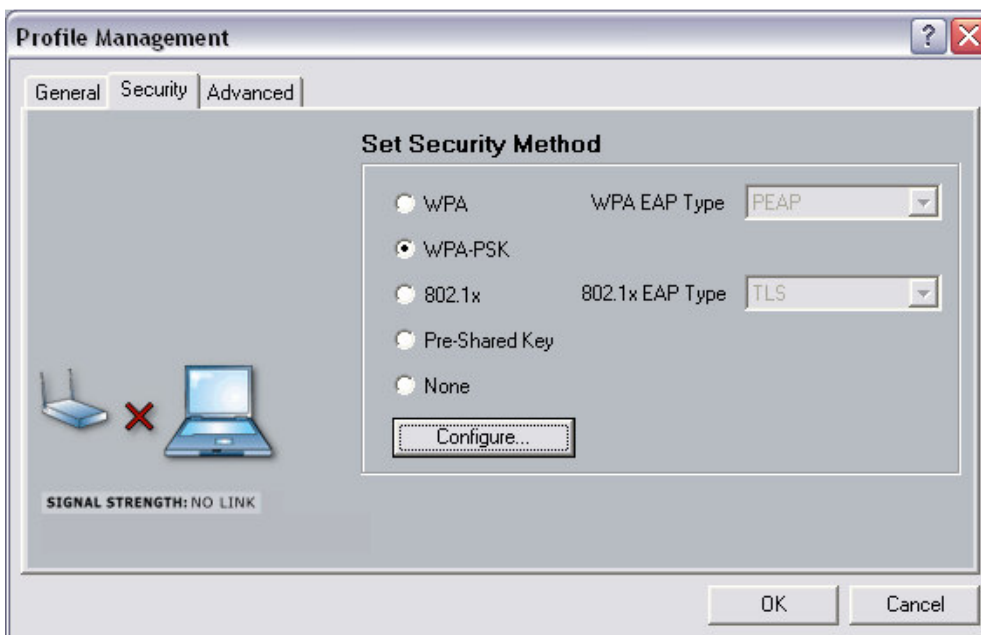 Profile Management
General Security Advanced
Set Security Method
WPA WPA EAP Type PEAP
WPA-PSK
802.1x 802.1x EAP Type TLS
Pre-Shared Key
None
Configure...
SIGNAL STRENGTH: NO LINK
OK Cancel